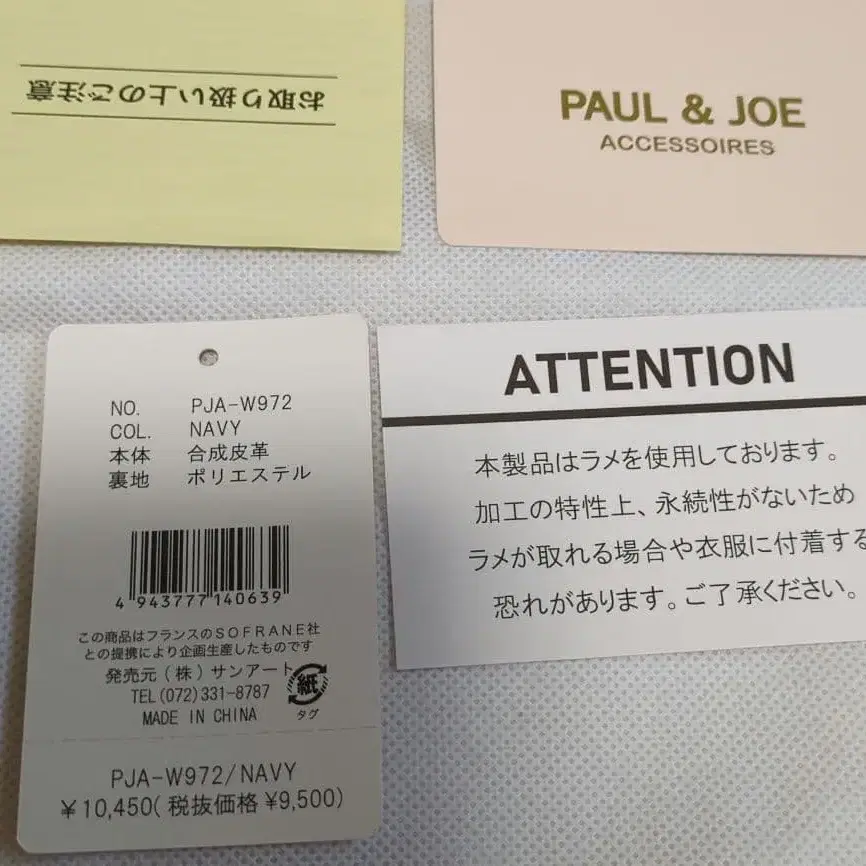 お取り扱い上のご注意
PAUL & JOE
ACCESSOIRES
NO. PJA-W972
COL. NAVY
本体 合成皮革
裏地 ポリエステル
4 943777 140639
この商品はフランスのSOFRANE社
との提携により企画生産したものです
発売元(株)サンアート
TEL(072)331-8787
MADE IN CHINA
紙
タグ
PJA-W972/NAVY
¥10,450(税抜価格¥9,500)
ATTENTION
本製品はラメを使用しております。
加工の特性上、永続性がないため
ラメが取れる場合や衣服に付着する
恐れがあります。ご了承ください。